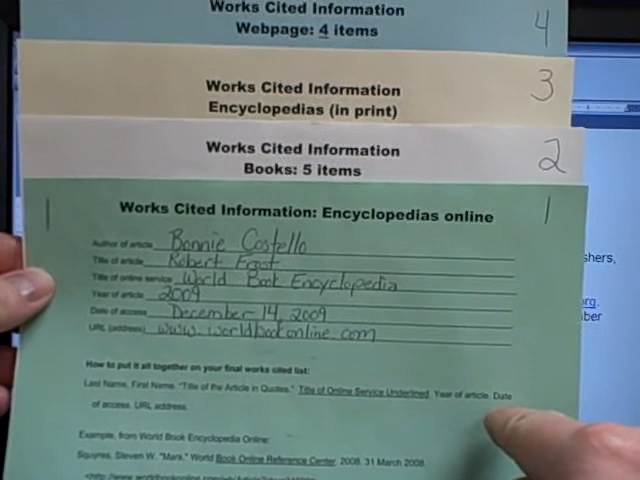 Works Cited Information
Webpage: 4 items
4
Works Cited Information
Encyclopedias (in print)
3
Works Cited Information
Books: 5 items
2
Works Cited Information: Encyclopedias online
1
Author of article Bonnie Costello
Title of article Robert Frost
Title of online service World Book Encyclopedia
Year of article 2009
Date of access December 14, 2009
URL (address) www.worldbookonline.com
How to put it all together on your final works cited list:
Last Name, First Name. "Title of the Article in Quotes." Title of Online Service Underlined. Year of article. Date
of access. URL address
Example, from World Book Encyclopedia Online:
Squyres, Steven W. "Mars." World Book Online Reference Center. 2008. 31 March 2008.
shers,
org.
ber